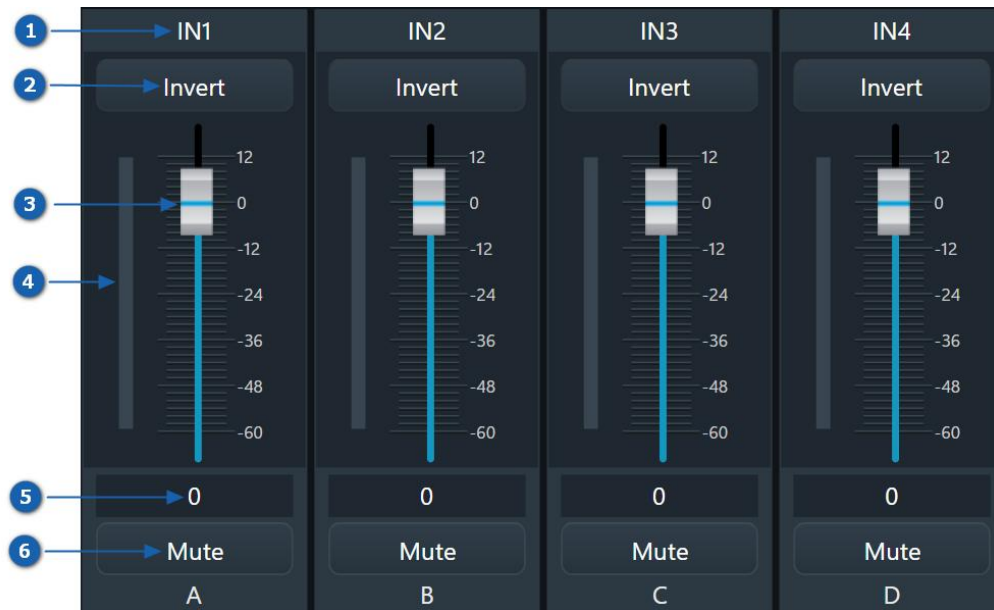 1 IN1 IN2 IN3 IN4
2 Invert Invert Invert Invert
12 12 12 12
3 0 0 0 0
-12 -12 -12 -12
4 -24 -24 -24 -24
-36 -36 -36 -36
-48 -48 -48 -48
-60 -60 -60 -60
5 0 0 0 0
6 Mute Mute Mute Mute
A B C D